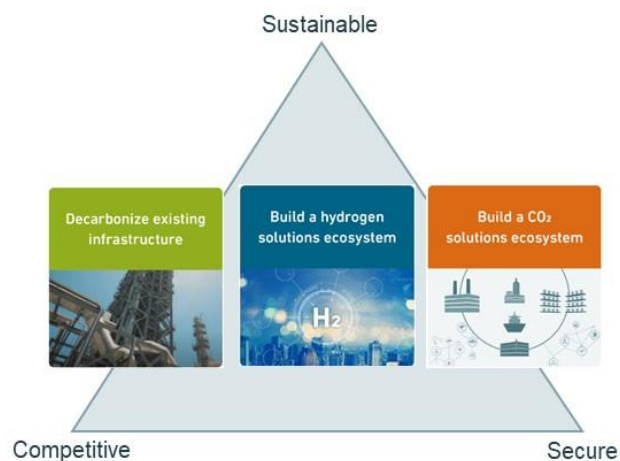 Sustainable
Decarbonize existing
infrastructure
Build a hydrogen
solutions ecosystem
H₂
Build a CO₂
solutions ecosystem
Competitive
Secure